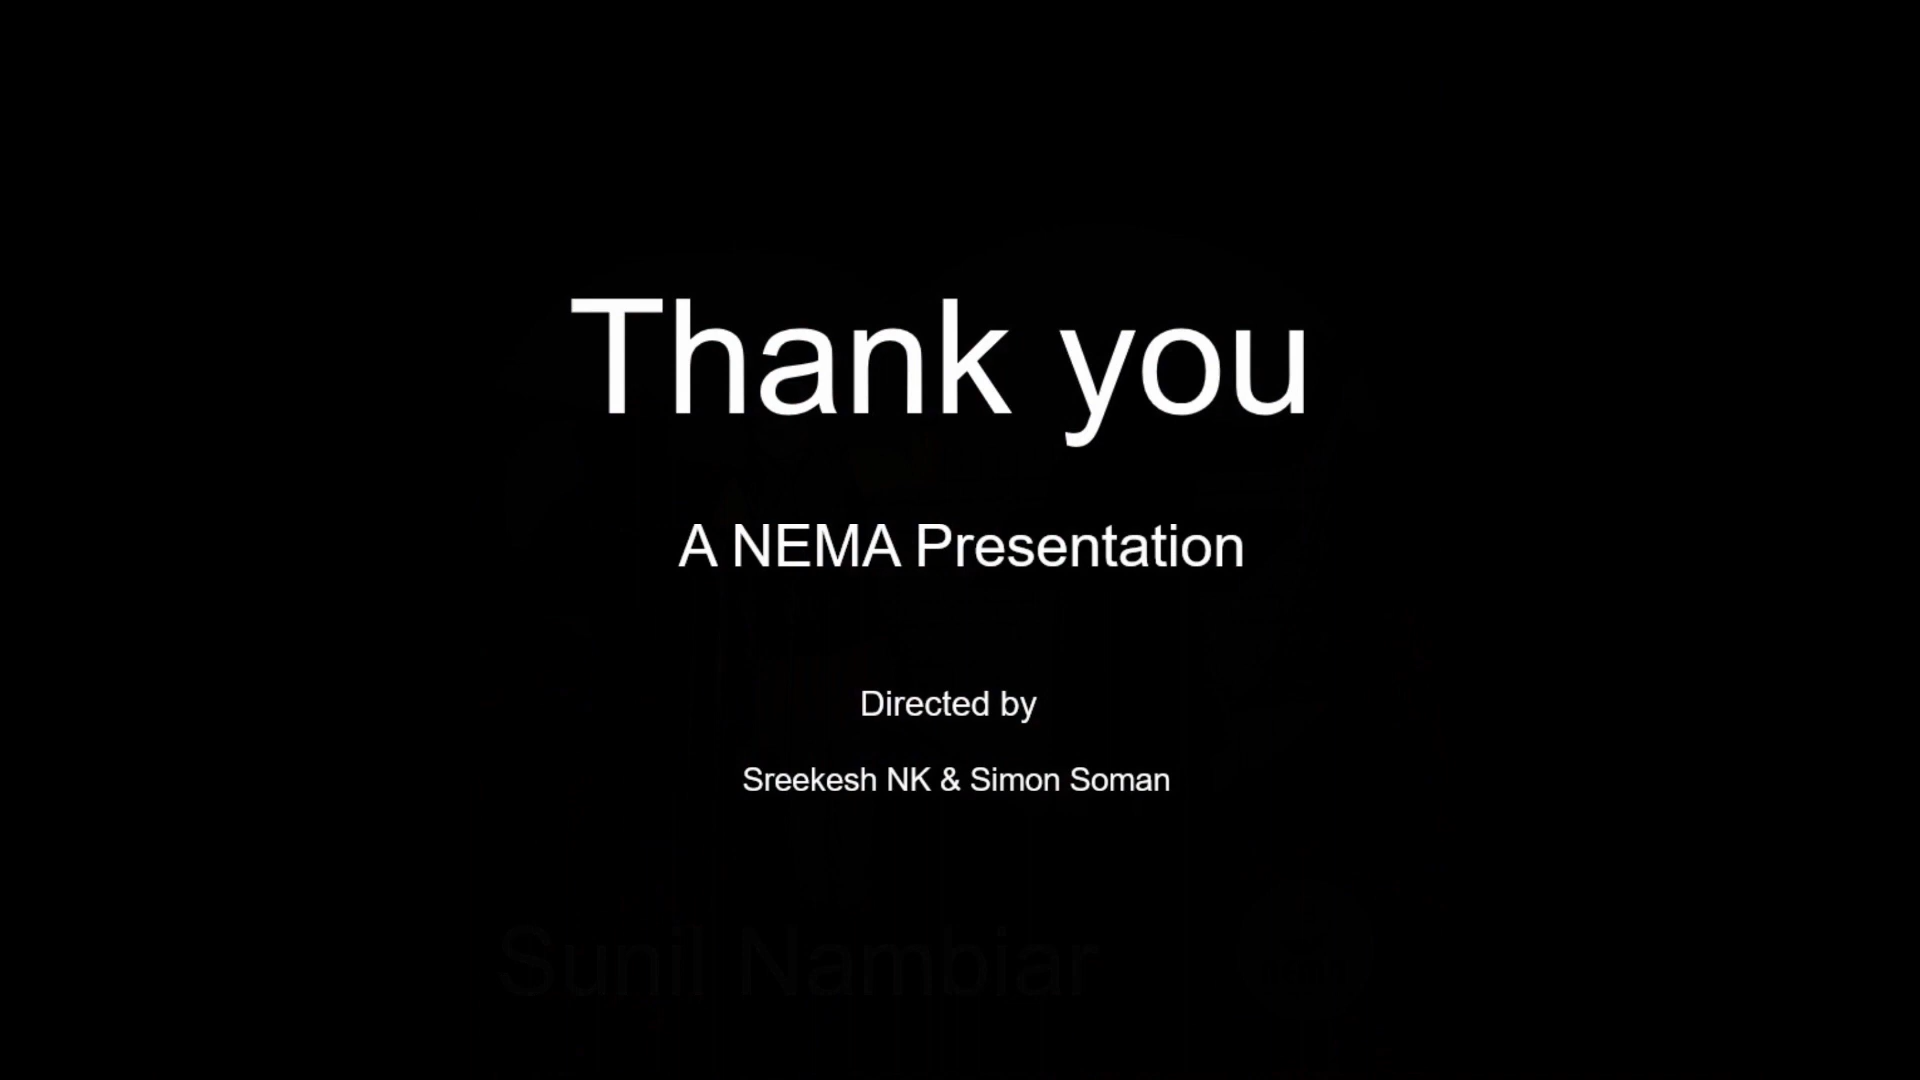 Thank you
A NEMA Presentation
Directed by
Sreekesh NK & Simon Soman
Sunil Nambiar